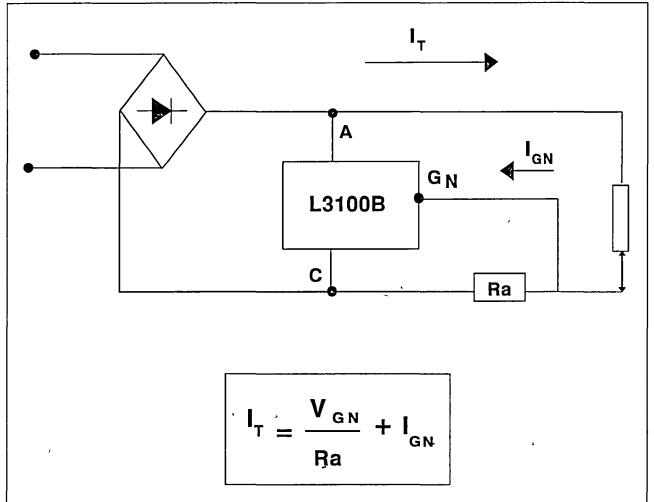 I_T
A
I_GN
G_N
L3100B
C
Ra
I_T = V_GN / Ra + I_GN